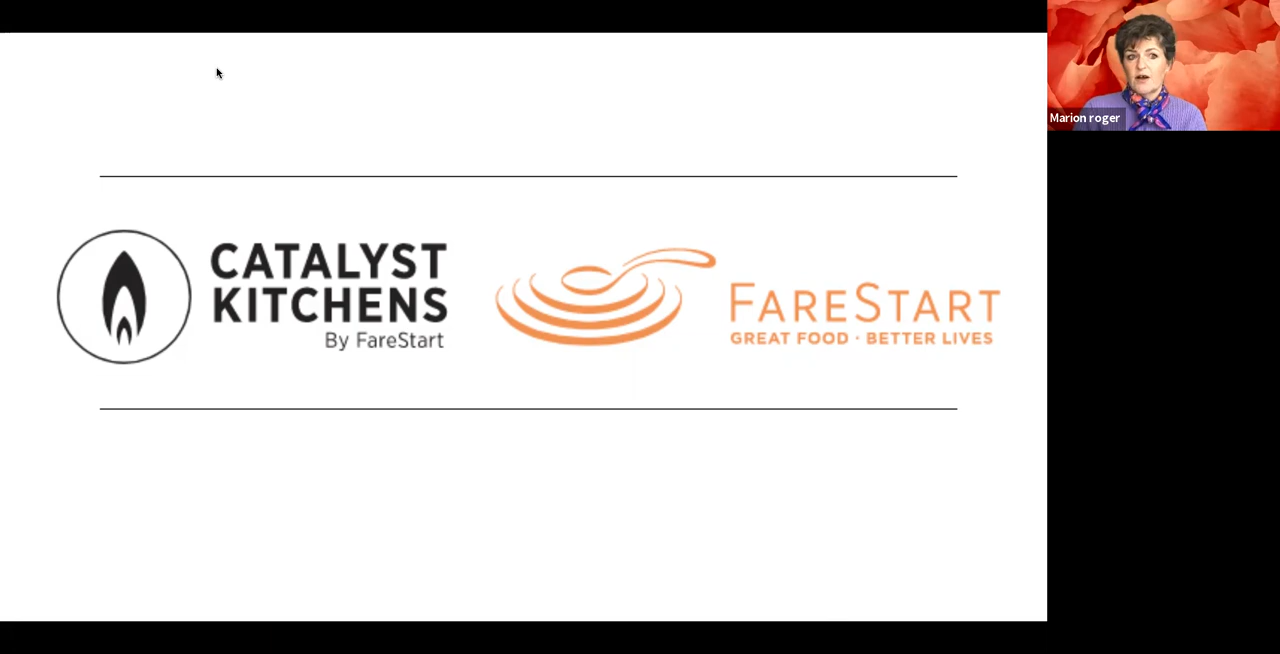 CATALYST
KITCHENS
By FareStart
FARESTART
GREAT FOOD · BETTER LIVES
Marion roger